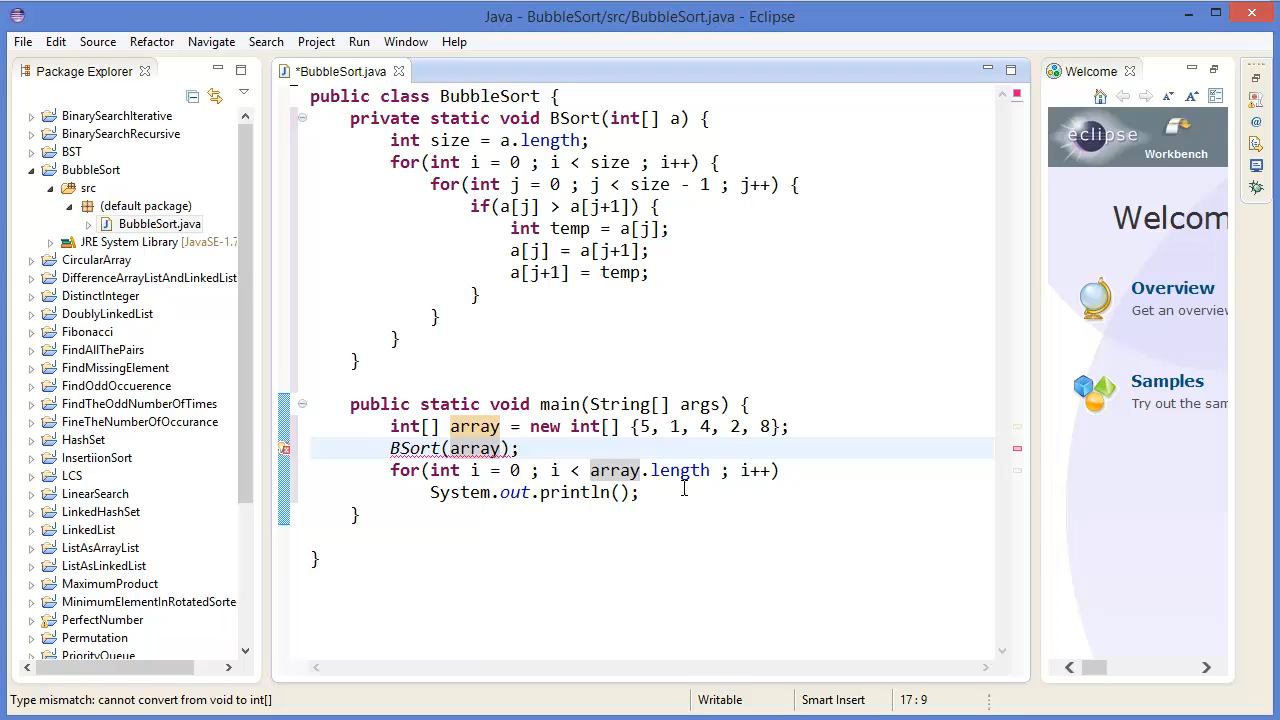 Java - BubbleSort/src/BubbleSort.java - Eclipse
File Edit Source Refactor Navigate Search Project Run Window Help
Package Explorer
BinarySearchIterative
BinarySearchRecursive
BST
BubbleSort
src
(default package)
BubbleSort.java
JRE System Library [JavaSE-1.7
CircularArray
DifferenceArrayListAndLinkedList
DistinctInteger
DoublyLinkedList
Fibonacci
FindAllThePairs
FindMissingElement
FindOddOccuerence
FindTheOddNumberOfTimes
FineTheNumberOfOccurance
HashSet
InsertionSort
LCS
LinearSearch
LinkedHashSet
LinkedList
ListAsArrayList
ListAsLinkedList
MaximumProduct
MinimumElementInRotatedSorte
PerfectNumber
Permutation
PriorityQueue
*BubbleSort.java
public class BubbleSort {
private static void BSort(int[] a) {
int size = a.length;
for(int i = 0 ; i < size ; i++) {
for(int j = 0 ; j < size - 1 ; j++) {
if(a[j] > a[j+1]) {
int temp = a[j];
a[j] = a[j+1];
a[j+1] = temp;
}
}
}
}
public static void main(String[] args) {
int[] array = new int[] {5, 1, 4, 2, 8};
BSort(array);
for(int i = 0 ; i < array.length ; i++)
System.out.println();
}
}
Welcome
eclipse
Workbench
Welcom
Overview
Get an overview
Samples
Try out the sam
Type mismatch: cannot convert from void to int[]
Writable
Smart Insert
17 : 9